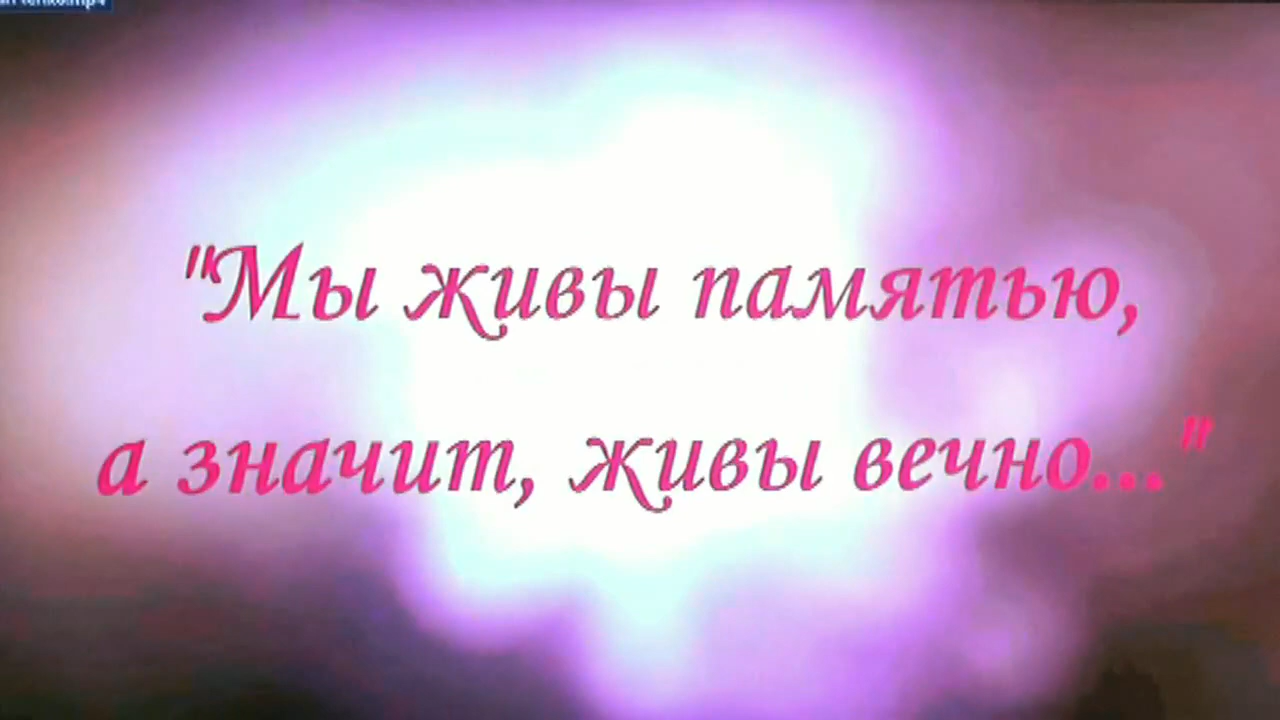 "Мы живы памятью,
а значит, живы вечно..."